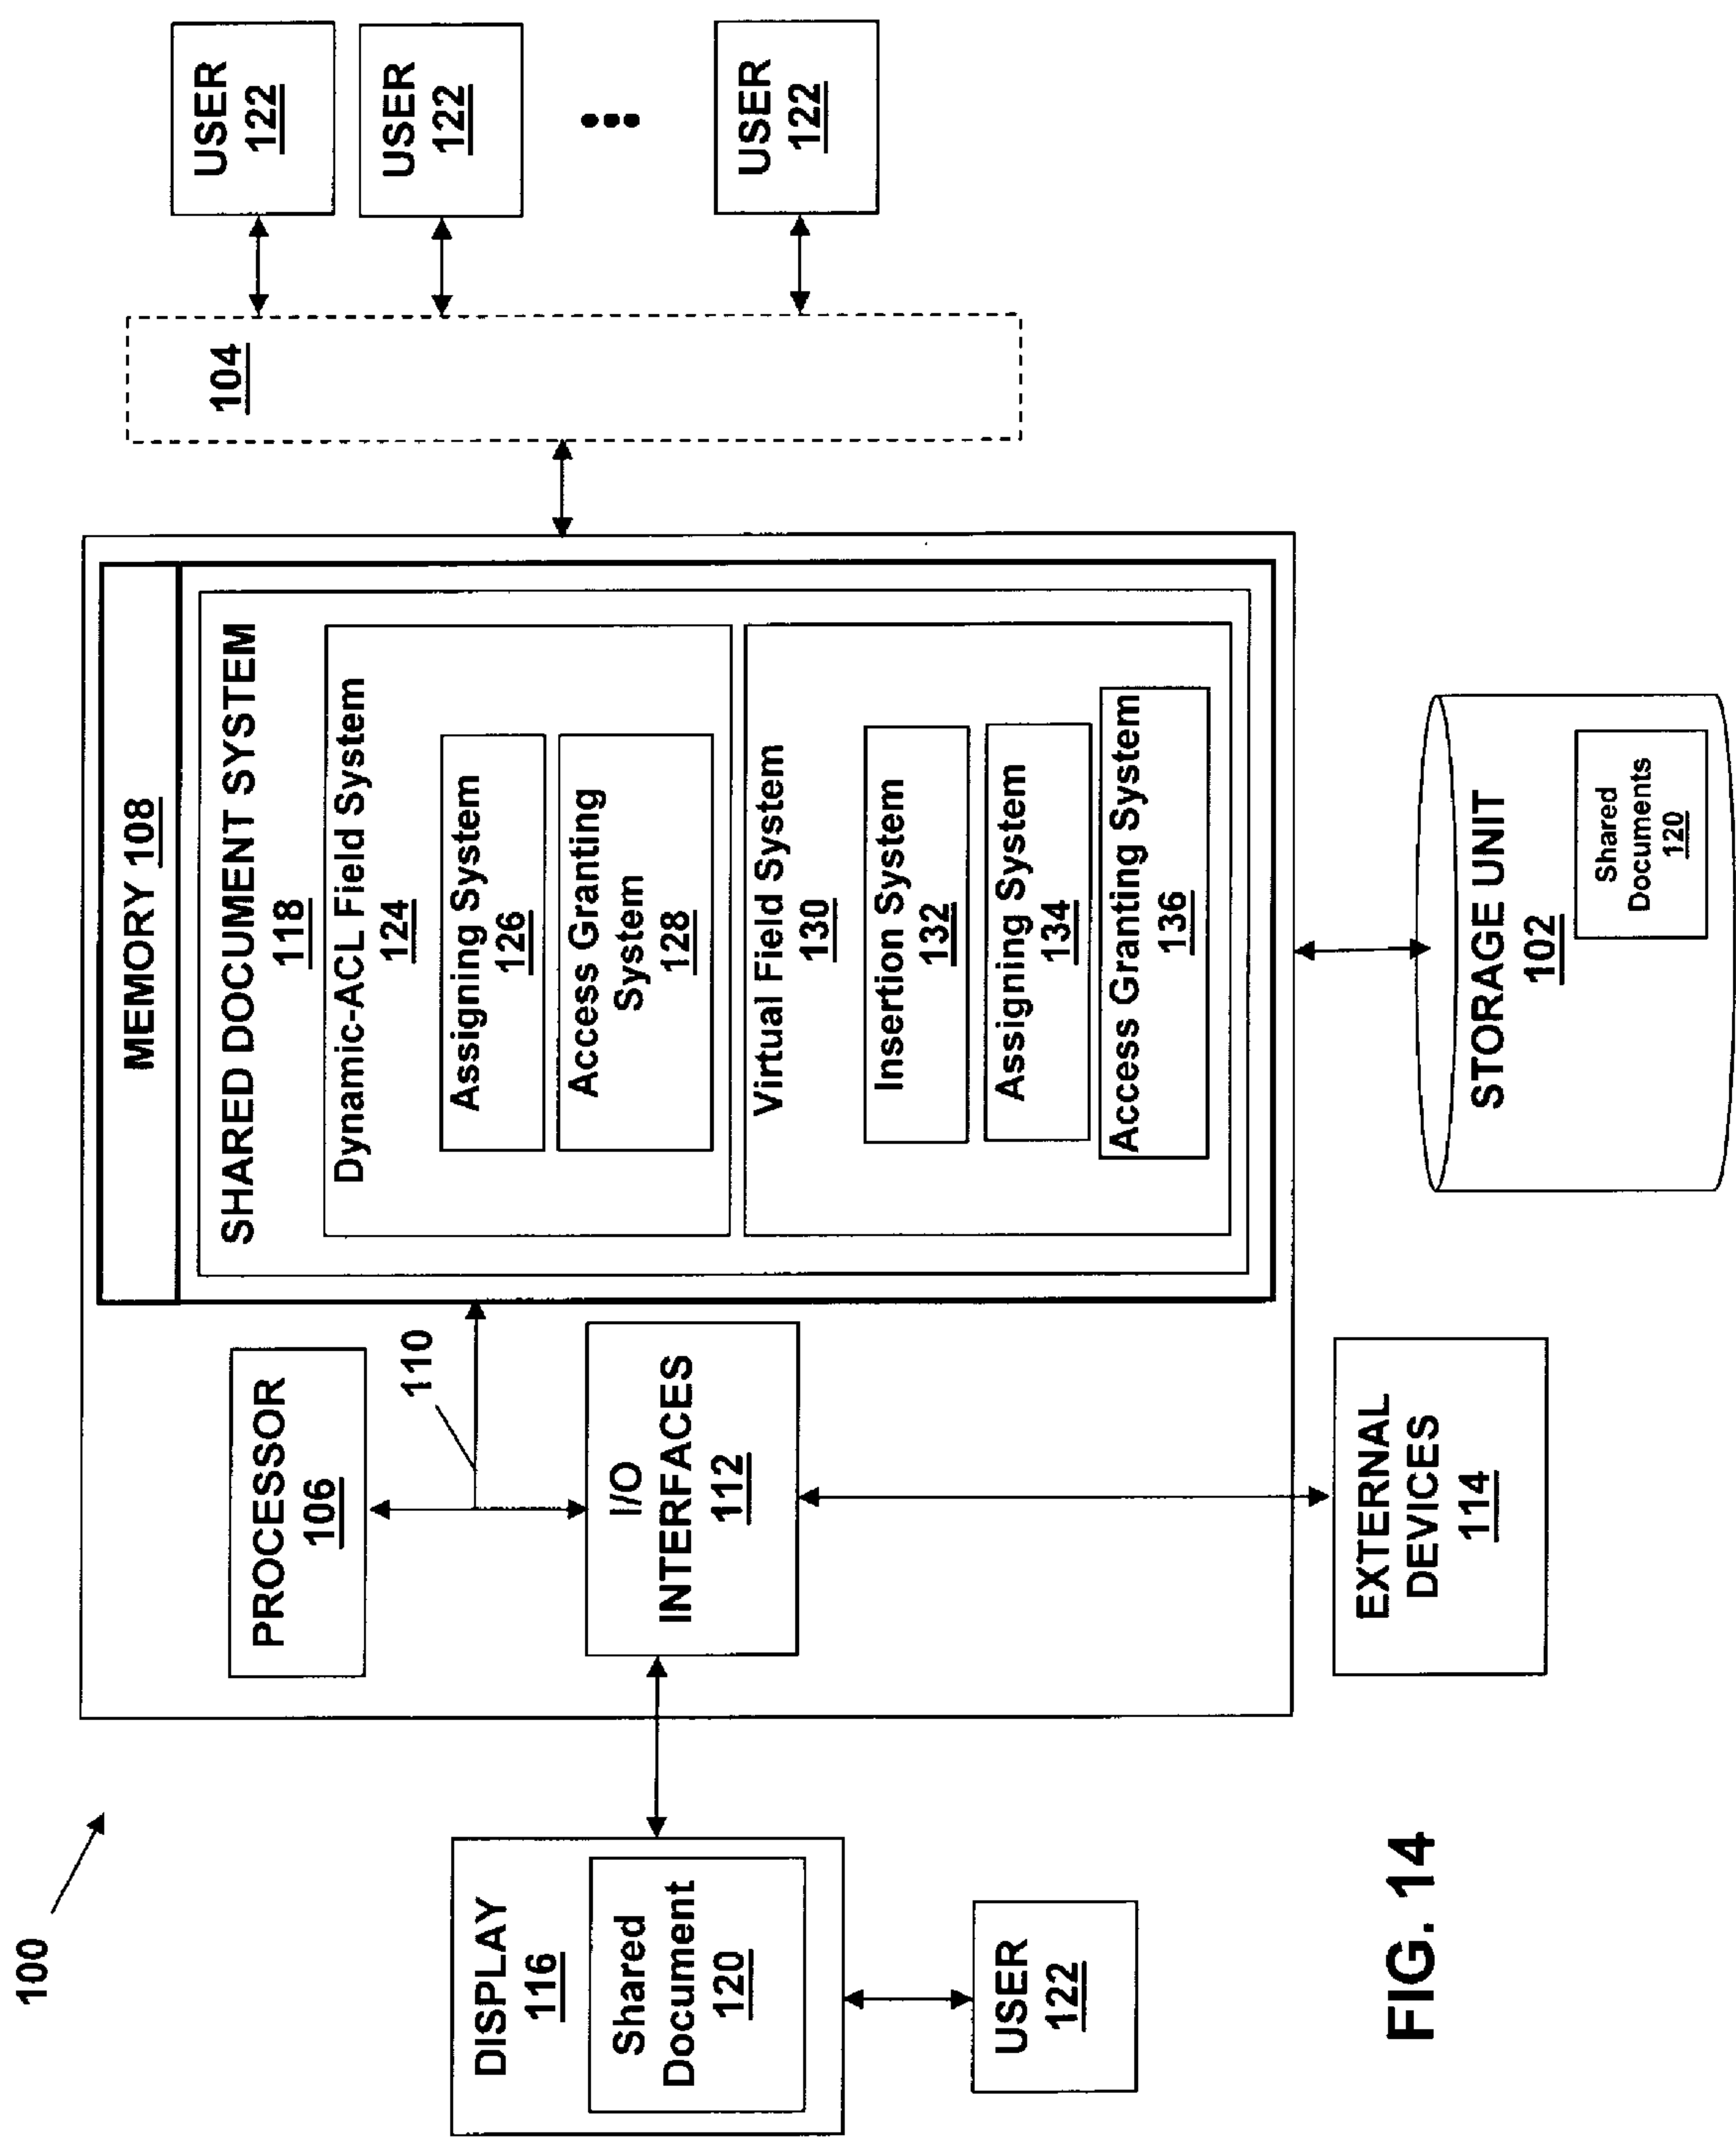 100
MEMORY 108
SHARED DOCUMENT SYSTEM
118
Dynamic-ACL Field System
124
Assigning System
126
Access Granting
System
128
Virtual Field System
130
Insertion System
132
Assigning System
134
Access Granting System
136
PROCESSOR
106
110
I/O
INTERFACES
112
DISPLAY
116
Shared
Document
120
USER
122
EXTERNAL
DEVICES
114
STORAGE UNIT
102
Shared
Documents
120
104
USER
122
USER
122
USER
122
FIG. 14